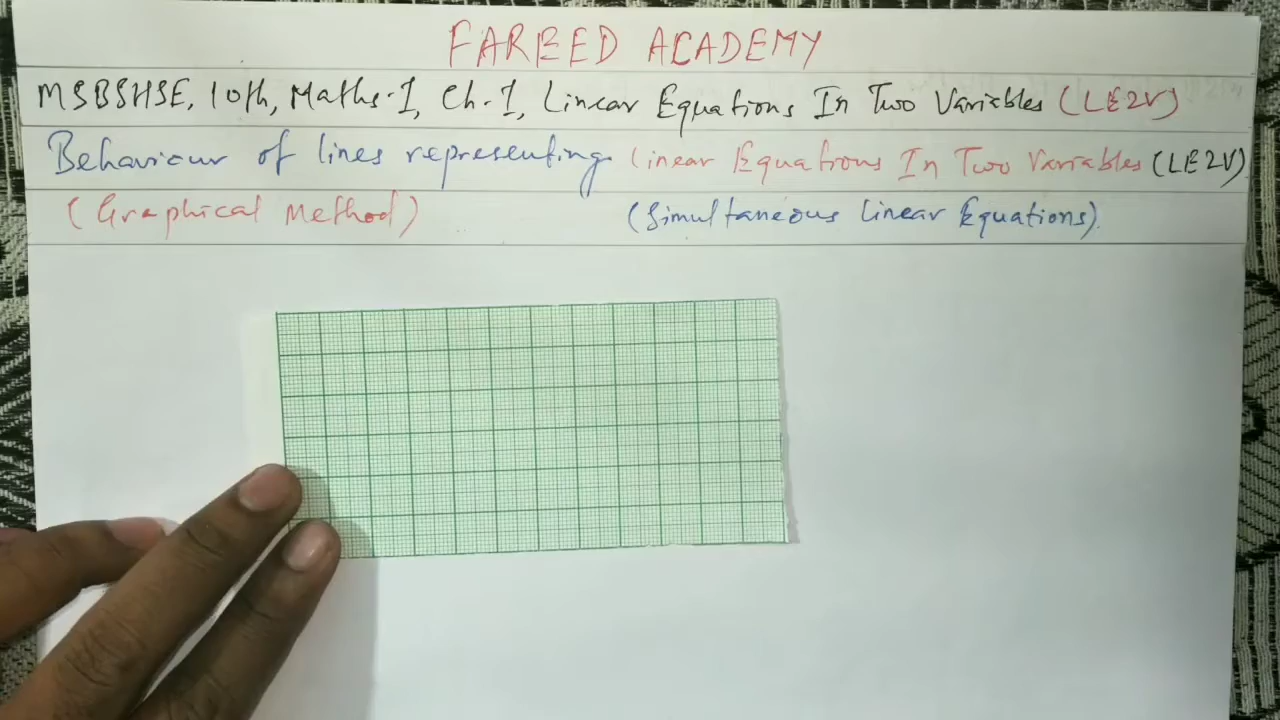 FAREED ACADEMY
MSBSHSE, 10th, Maths-I, Ch-I, Linear Equations In Two Variables (LE2V)
Behaviour of lines representing Linear Equations In Two Variables (LE2V)
(Graphical Method) (Simultaneous Linear Equations).